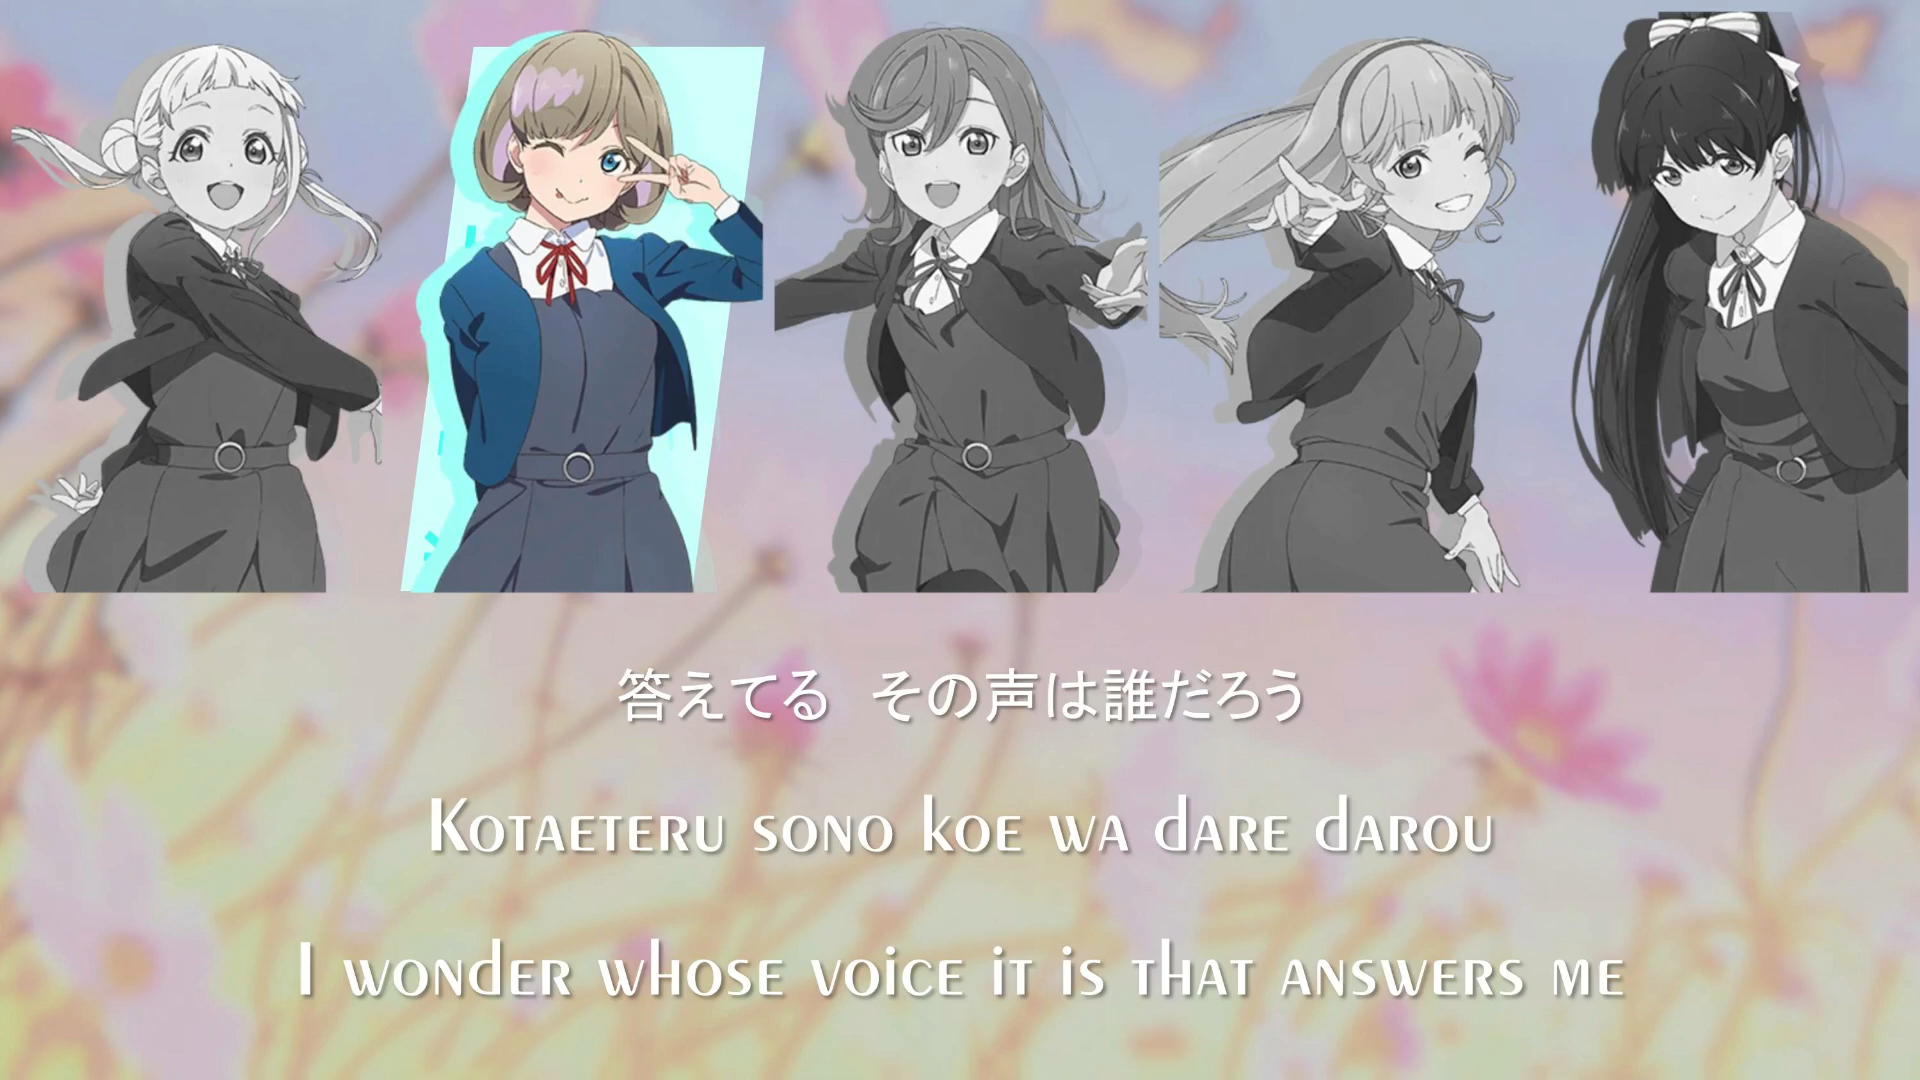 答えてる　その声は誰だろう
Kotaeteru sono koe wa dare darou
I wonder whose voice it is that answers me